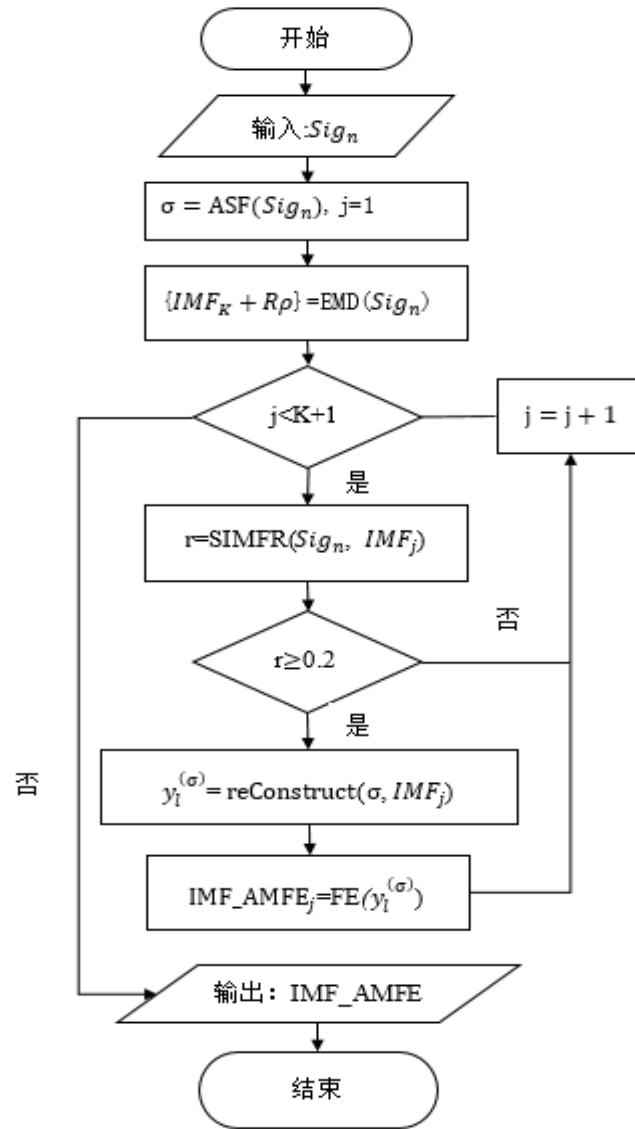 开始
输入:Sig_n
σ = ASF(Sig_n), j=1
{IMF_K + Rρ}=EMD(Sig_n)
j<K+1
j = j + 1
是
r=SIMFR(Sig_n, IMF_j)
否
r≥0.2
是
否
y_l^(σ)= reConstruct(σ, IMF_j)
IMF_AMFE_j=FE(y_l^(σ))
输出：IMF_AMFE
结束